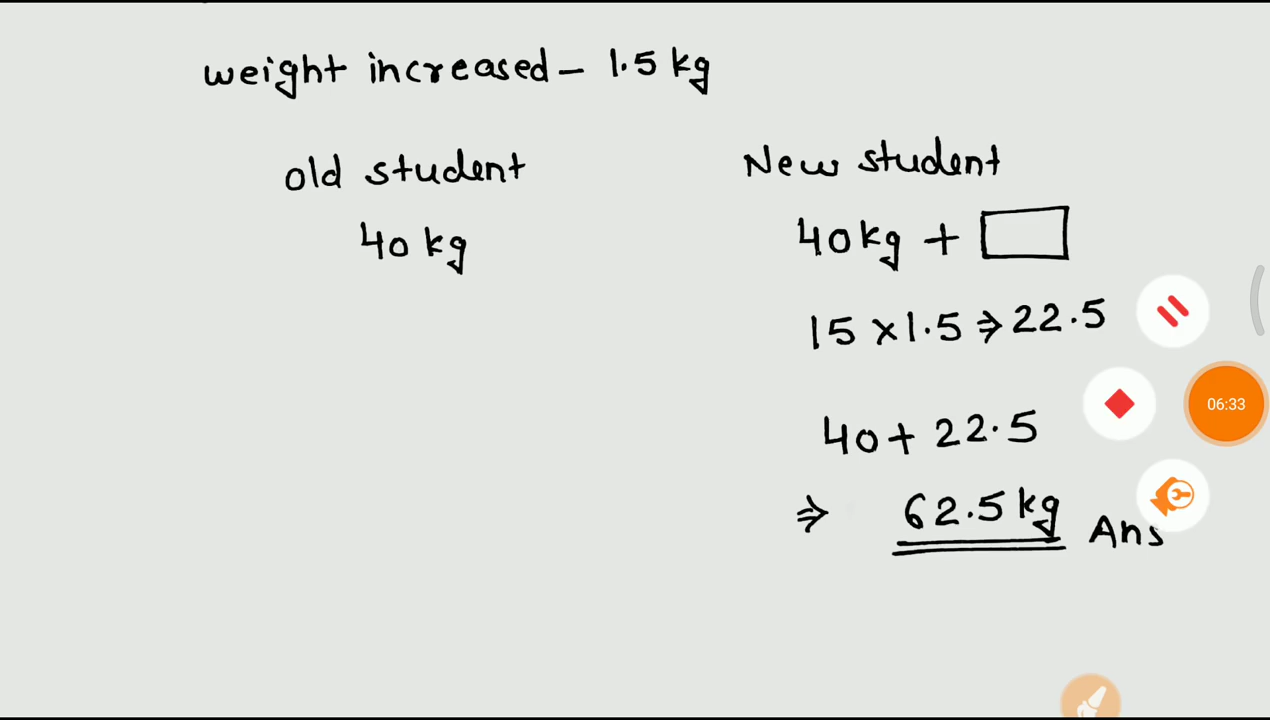 weight increased - 1.5 kg
old student
New student
40 kg
40kg +
15 x 1.5 ⇒ 22.5
40 + 22.5
⇒ 62.5 kg Ans
06:33